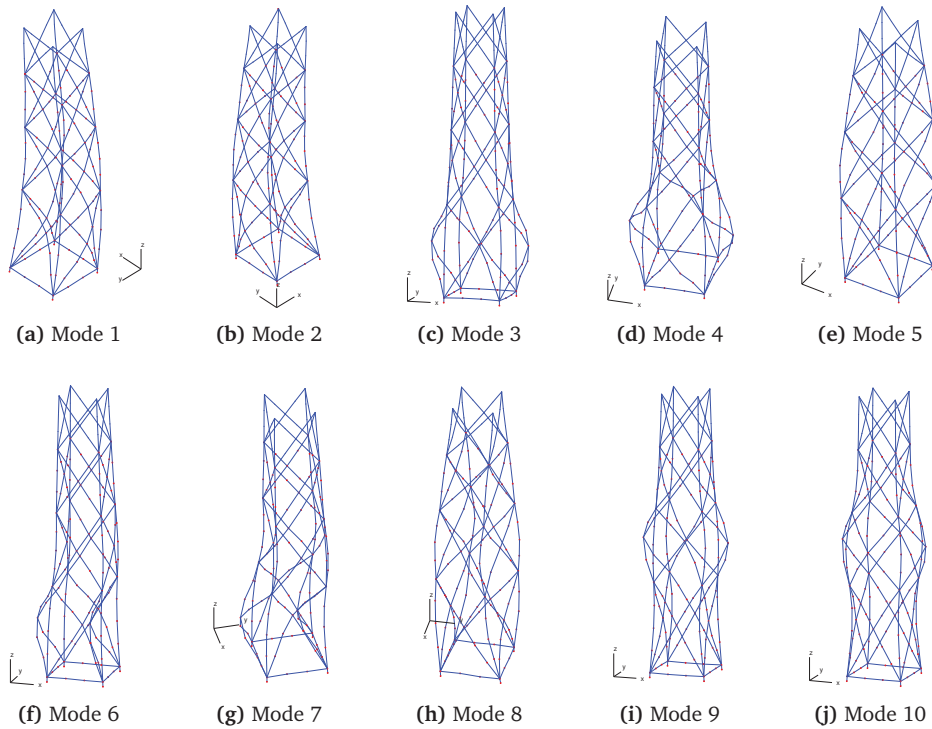 z
x
y
(a) Mode 1
z
y
x
(b) Mode 2
z
y
x
(c) Mode 3
z
y
x
(d) Mode 4
z
y
x
(e) Mode 5
z
y
x
(f) Mode 6
z
y
x
(g) Mode 7
z
x
(h) Mode 8
z
y
x
(i) Mode 9
z
y
x
(j) Mode 10